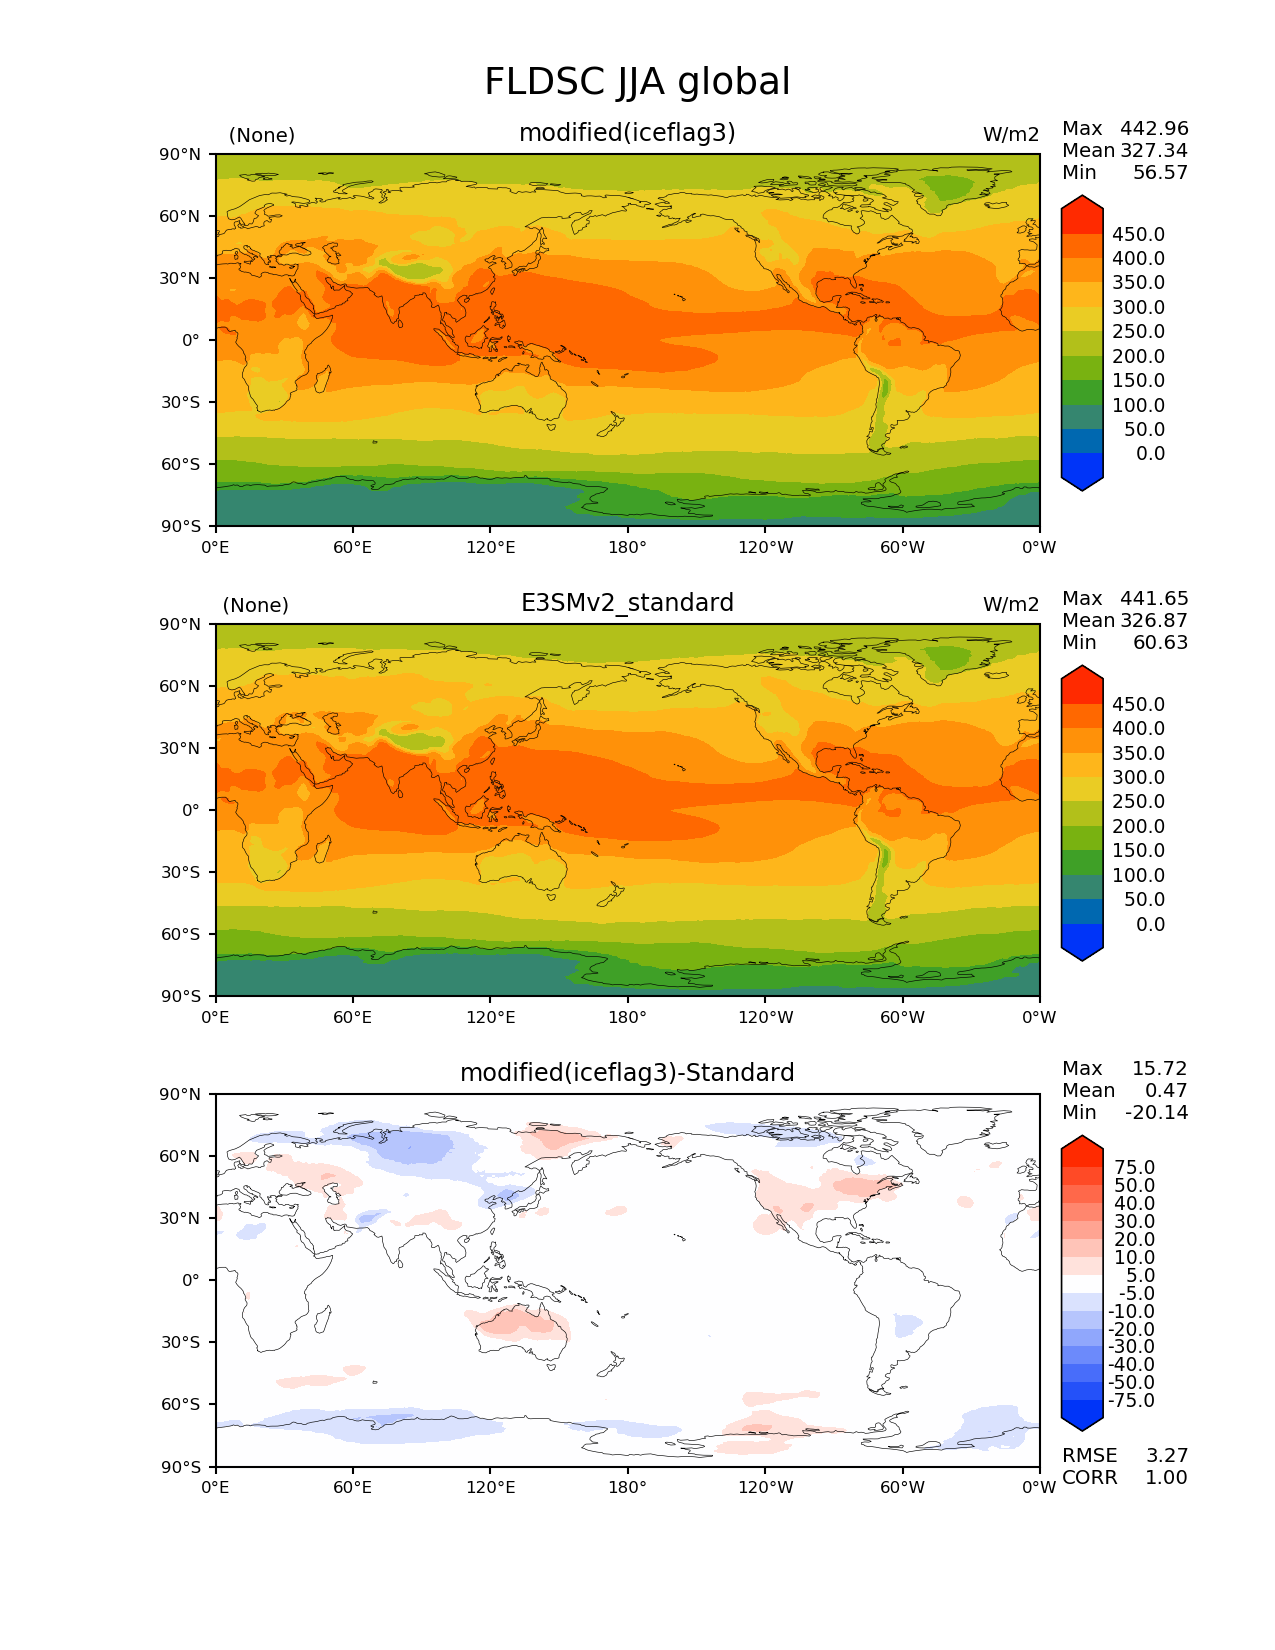 FLDSC JJA global
(None) modified(iceflag3) W/m2
Max 442.96
Mean 327.34
Min 56.57
90°N
60°N
30°N
0°
30°S
60°S
90°S
0°E 60°E 120°E 180° 120°W 60°W 0°W
450.0
400.0
350.0
300.0
250.0
200.0
150.0
100.0
50.0
0.0
(None) E3SMv2_standard W/m2
Max 441.65
Mean 326.87
Min 60.63
90°N
60°N
30°N
0°
30°S
60°S
90°S
0°E 60°E 120°E 180° 120°W 60°W 0°W
450.0
400.0
350.0
300.0
250.0
200.0
150.0
100.0
50.0
0.0
modified(iceflag3)-Standard
Max 15.72
Mean 0.47
Min -20.14
90°N
60°N
30°N
0°
30°S
60°S
90°S
0°E 60°E 120°E 180° 120°W 60°W 0°W
75.0
50.0
40.0
30.0
20.0
10.0
5.0
-5.0
-10.0
-20.0
-30.0
-40.0
-50.0
-75.0
RMSE 3.27
CORR 1.00